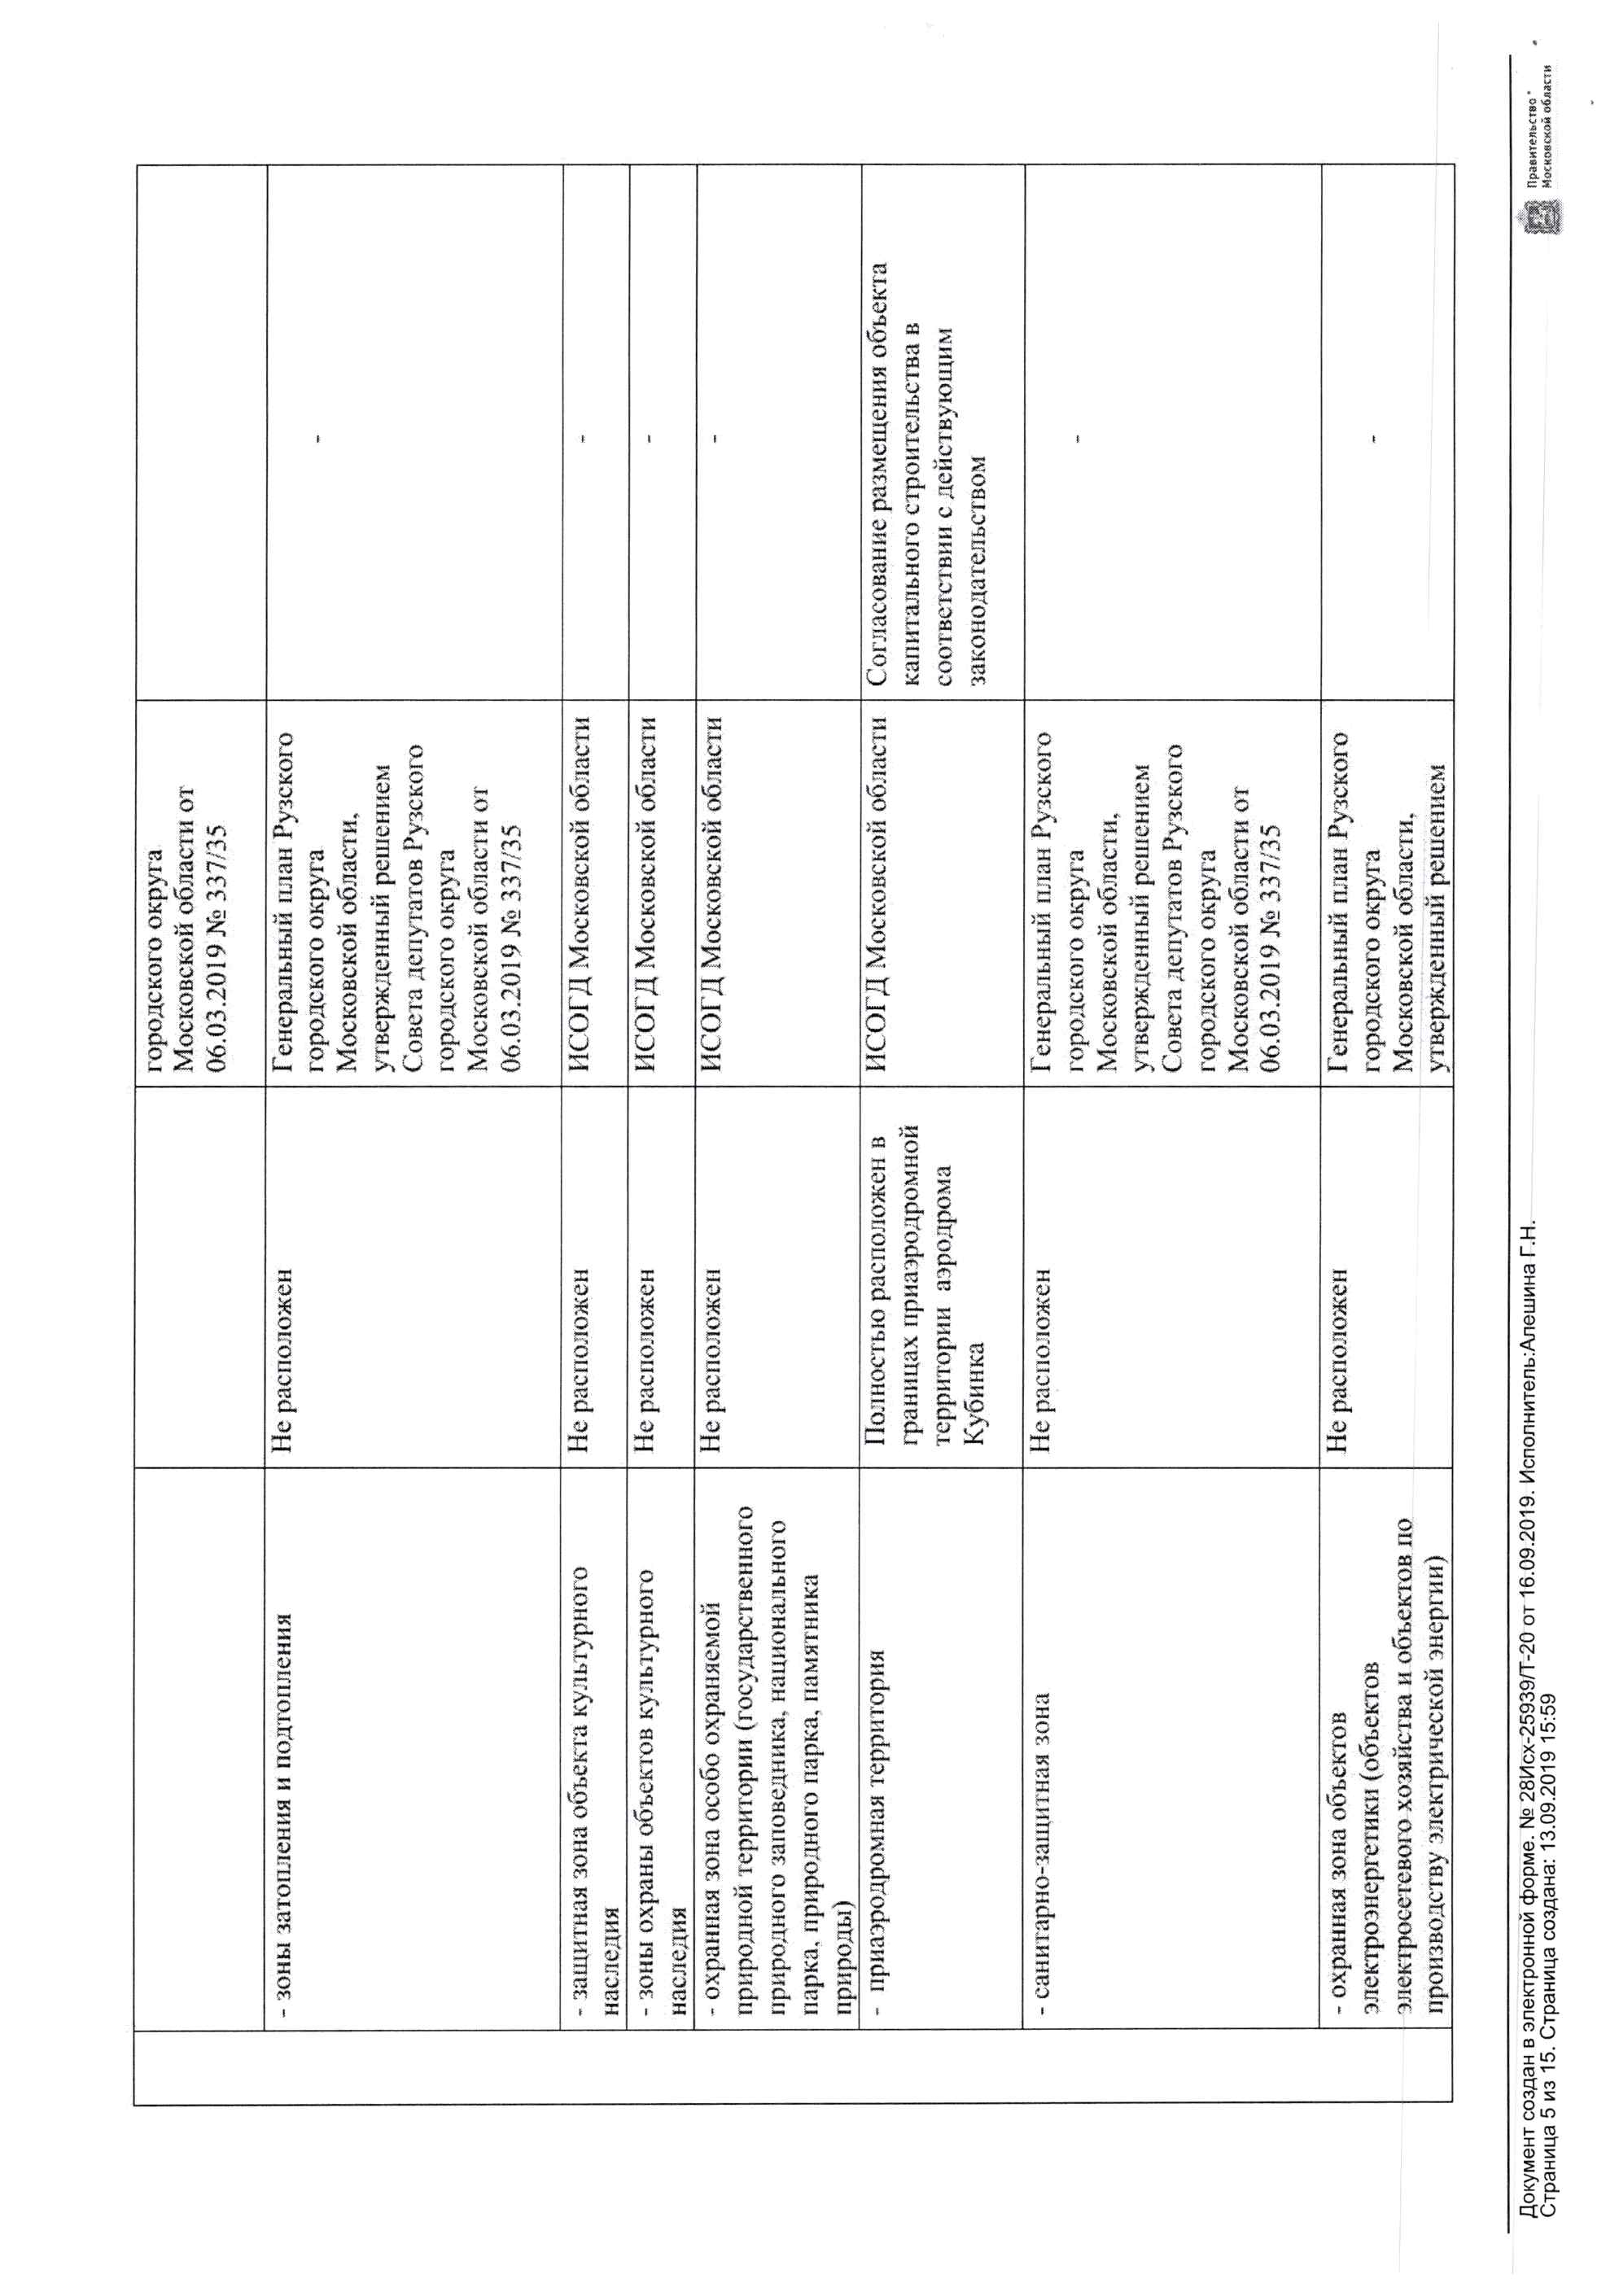 городского округа
Московской области от
06.03.2019 № 337/35
- зоны затопления и подтопления
Не расположен
Генеральный план Рузского
городского округа
Московской области,
утвержденный решением
Совета депутатов Рузского
городского округа
Московской области от
06.03.2019 № 337/35
-
- защитная зона объекта культурного
наследия
Не расположен
ИСОГД Московской области
-
- зоны охраны объектов культурного
наследия
Не расположен
ИСОГД Московской области
-
- охранная зона особо охраняемой
природной территории (государственного
природного заповедника, национального
парка, природного парка, памятника
природы)
Не расположен
ИСОГД Московской области
-
- приаэродромная территория
Полностью расположен в
границах приаэродромной
территории аэродрома
Кубинка
ИСОГД Московской области
Согласование размещения объекта
капитального строительства в
соответствии с действующим
законодательством
- санитарно-защитная зона
Не расположен
Генеральный план Рузского
городского округа
Московской области,
утвержденный решением
Совета депутатов Рузского
городского округа
Московской области от
06.03.2019 № 337/35
-
- охранная зона объектов
электроэнергетики (объектов
электросетевого хозяйства и объектов по
производству электрической энергии)
Не расположен
Генеральный план Рузского
городского округа
Московской области,
утвержденный решением
-
Документ создан в электронной форме. № 28Исх-25939/Т-20 от 16.09.2019. Исполнитель:Алешина Г.Н.
Страница 5 из 15. Страница создана: 13.09.2019 15:59
Правительство
Московской области